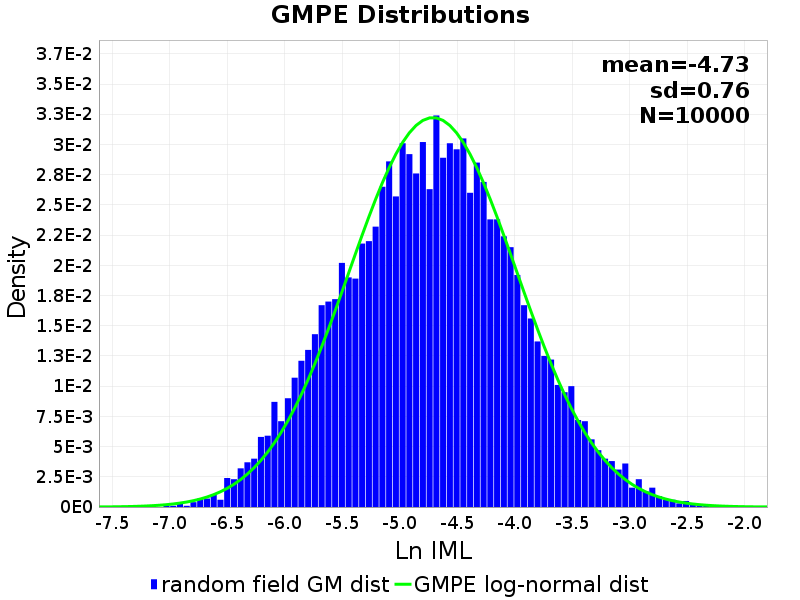 GMPE Distributions
mean=-4.73
sd=0.76
N=10000
Density
3.7E-2
3.5E-2
3.3E-2
3E-2
2.8E-2
2.5E-2
2.2E-2
2E-2
1.8E-2
1.5E-2
1.3E-2
1E-2
7.5E-3
5E-3
2.5E-3
0E0
-7.5 -7.0 -6.5 -6.0 -5.5 -5.0 -4.5 -4.0 -3.5 -3.0 -2.5 -2.0
Ln IML
random field GM dist GMPE log-normal dist